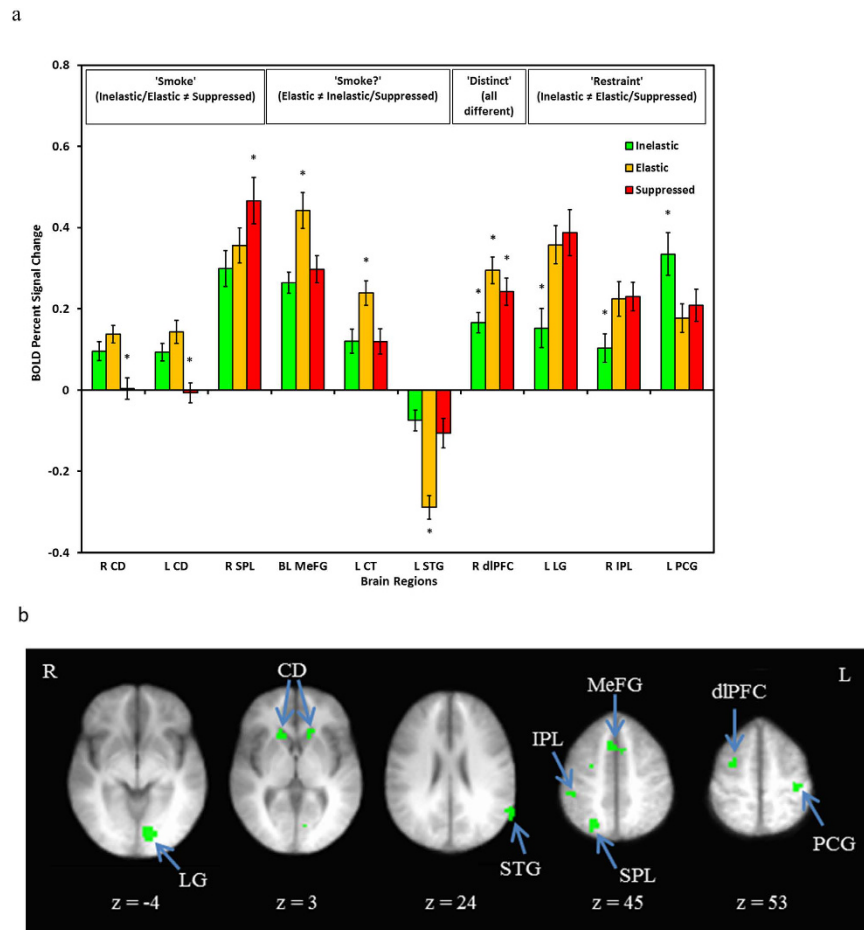 a
0.8
0.6
0.4
0.2
0
-0.2
-0.4
BOLD Percent Signal Change
'Smoke'
(Inelastic/Elastic ≠ Suppressed)
'Smoke?'
(Elastic ≠ Inelastic/Suppressed)
'Distinct'
(all
different)
'Restraint'
(Inelastic ≠ Elastic/Suppressed)
Inelastic
Elastic
Suppressed
* * * * * * * * * * * *
R CD L CD R SPL BL MeFG L CT L STG R dlPFC L LG R IPL L PCG
Brain Regions
b
R L
CD MeFG dlPFC
IPL
LG STG SPL PCG
z = -4 z = 3 z = 24 z = 45 z = 53